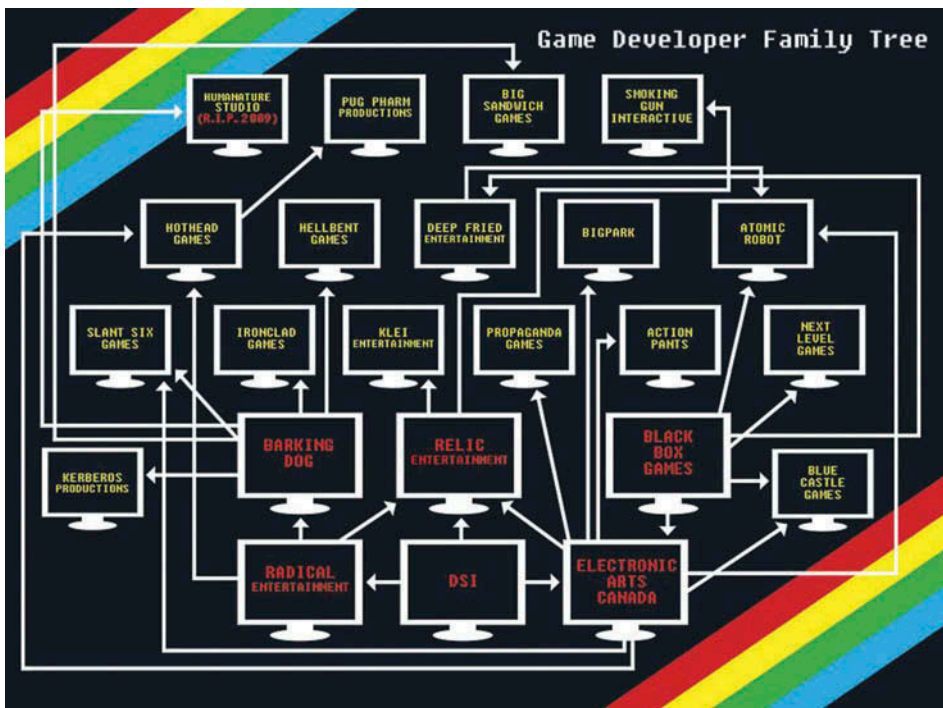 Game Developer Family Tree
HUMANATURE
STUDIO
(R.I.P. 2009)
PUG PHARM
PRODUCTIONS
BIG
SANDWICH
GAMES
SMOKING
GUN
INTERACTIVE
HOTHEAD
GAMES
HELLBENT
GAMES
DEEP FRIED
ENTERTAINMENT
BIGPARK
ATOMIC
ROBOT
SLANT SIX
GAMES
IRONCLAD
GAMES
KLEI
ENTERTAINMENT
PROPAGANDA
GAMES
ACTION
PANTS
NEXT
LEVEL
GAMES
KERBEROS
PRODUCTIONS
BARKING
DOG
RELIC
ENTERTAINMENT
BLACK
BOX
GAMES
BLUE
CASTLE
GAMES
RADICAL
ENTERTAINMENT
DSI
ELECTRONIC
ARTS
CANADA